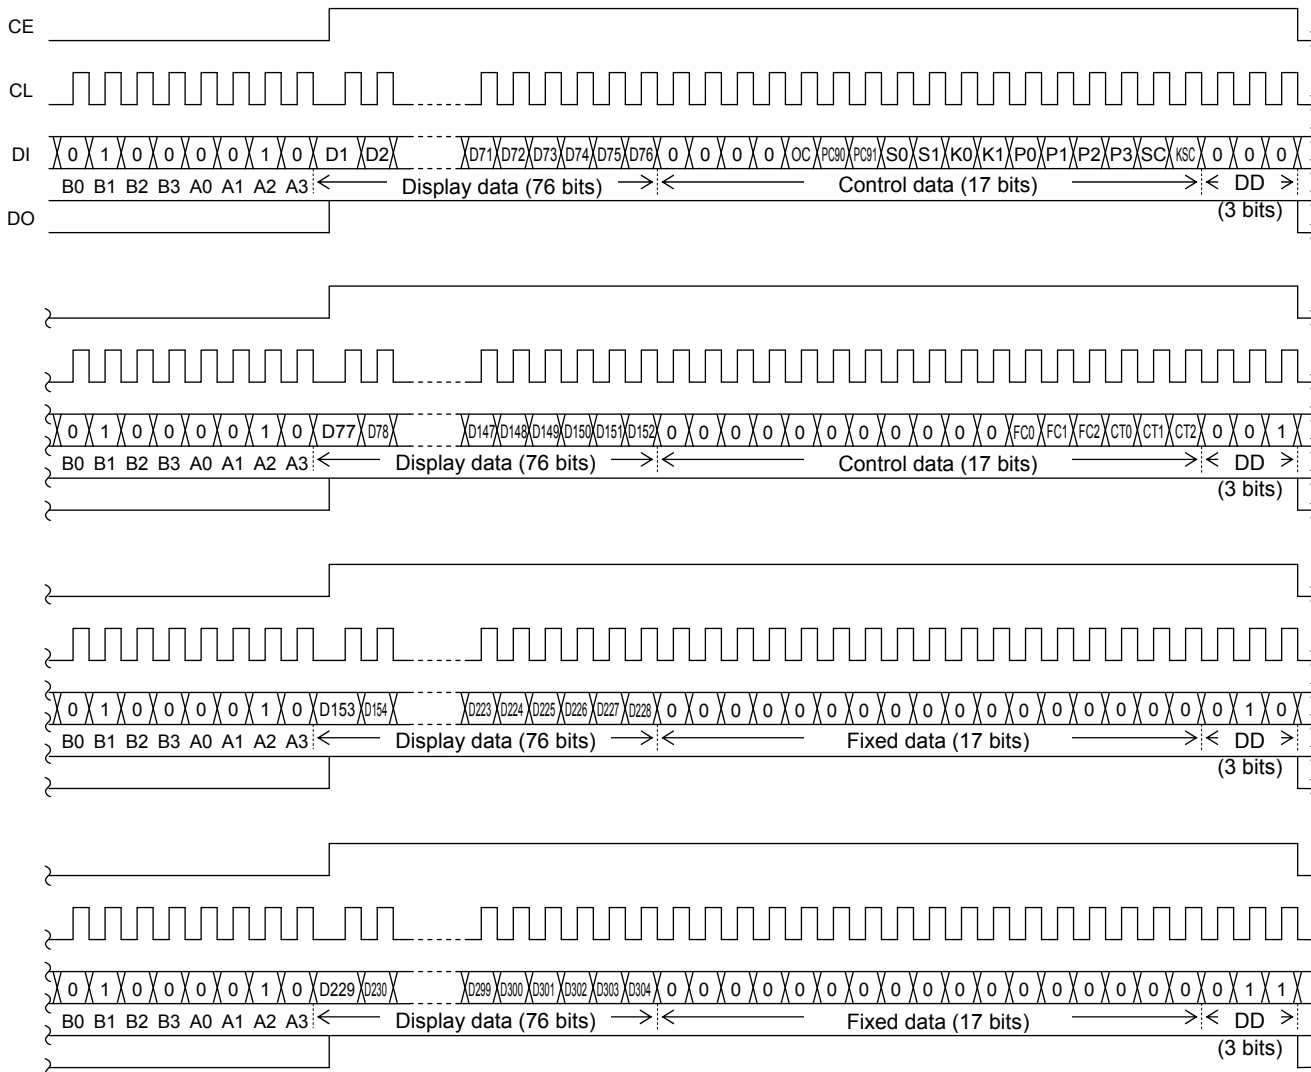 CE
CL
DI 0 1 0 0 0 0 1 0 D1 D2 D71 D72 D73 D74 D75 D76 0 0 0 0 OC PC90 PC91 S0 S1 K0 K1 P0 P1 P2 P3 SC KSC 0 0 0
B0 B1 B2 B3 A0 A1 A2 A3 Display data (76 bits) Control data (17 bits) DD
DO (3 bits)
0 1 0 0 0 0 1 0 D77 D78 D147 D148 D149 D150 D151 D152 0 0 0 0 0 0 0 0 0 0 0 FC0 FC1 FC2 CT0 CT1 CT2 0 0 1
B0 B1 B2 B3 A0 A1 A2 A3 Display data (76 bits) Control data (17 bits) DD
(3 bits)
0 1 0 0 0 0 1 0 D153 D154 D223 D224 D225 D226 D227 D228 0 0 0 0 0 0 0 0 0 0 0 0 0 0 0 0 0 0 1 0
B0 B1 B2 B3 A0 A1 A2 A3 Display data (76 bits) Fixed data (17 bits) DD
(3 bits)
0 1 0 0 0 0 1 0 D229 D230 D299 D300 D301 D302 D303 D304 0 0 0 0 0 0 0 0 0 0 0 0 0 0 0 0 0 0 1 1
B0 B1 B2 B3 A0 A1 A2 A3 Display data (76 bits) Fixed data (17 bits) DD
(3 bits)